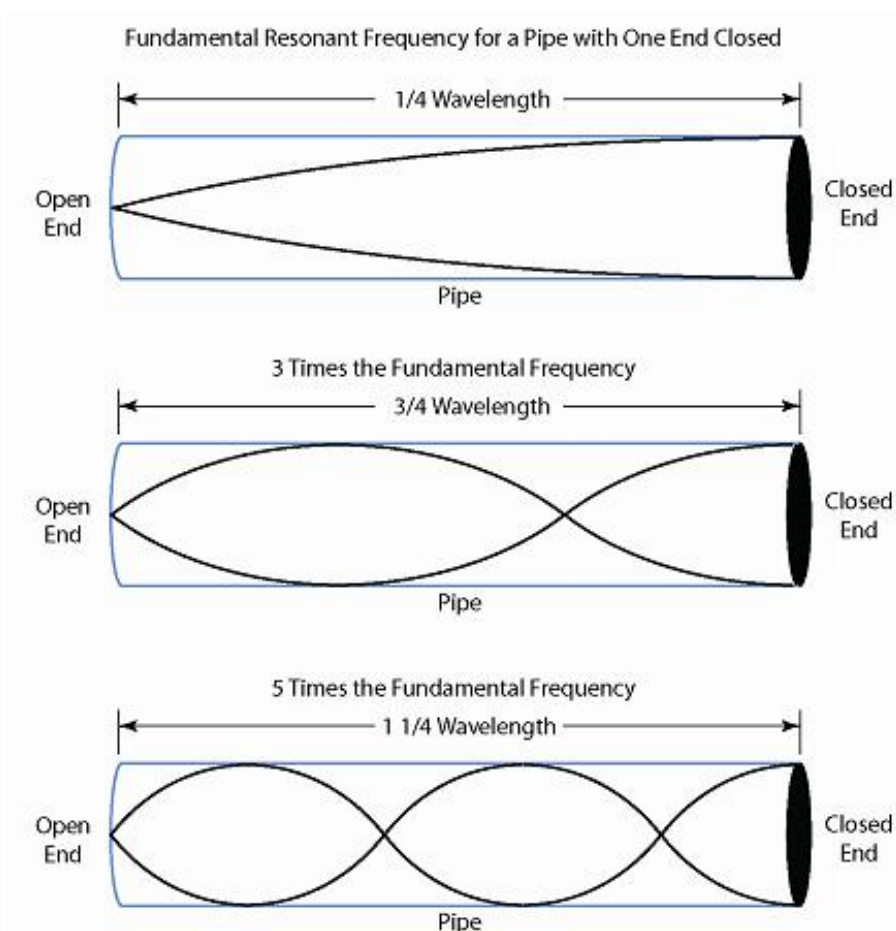 Fundamental Resonant Frequency for a Pipe with One End Closed
1/4 Wavelength
Open
End
Closed
End
Pipe
3 Times the Fundamental Frequency
3/4 Wavelength
Open
End
Closed
End
Pipe
5 Times the Fundamental Frequency
1 1/4 Wavelength
Open
End
Closed
End
Pipe